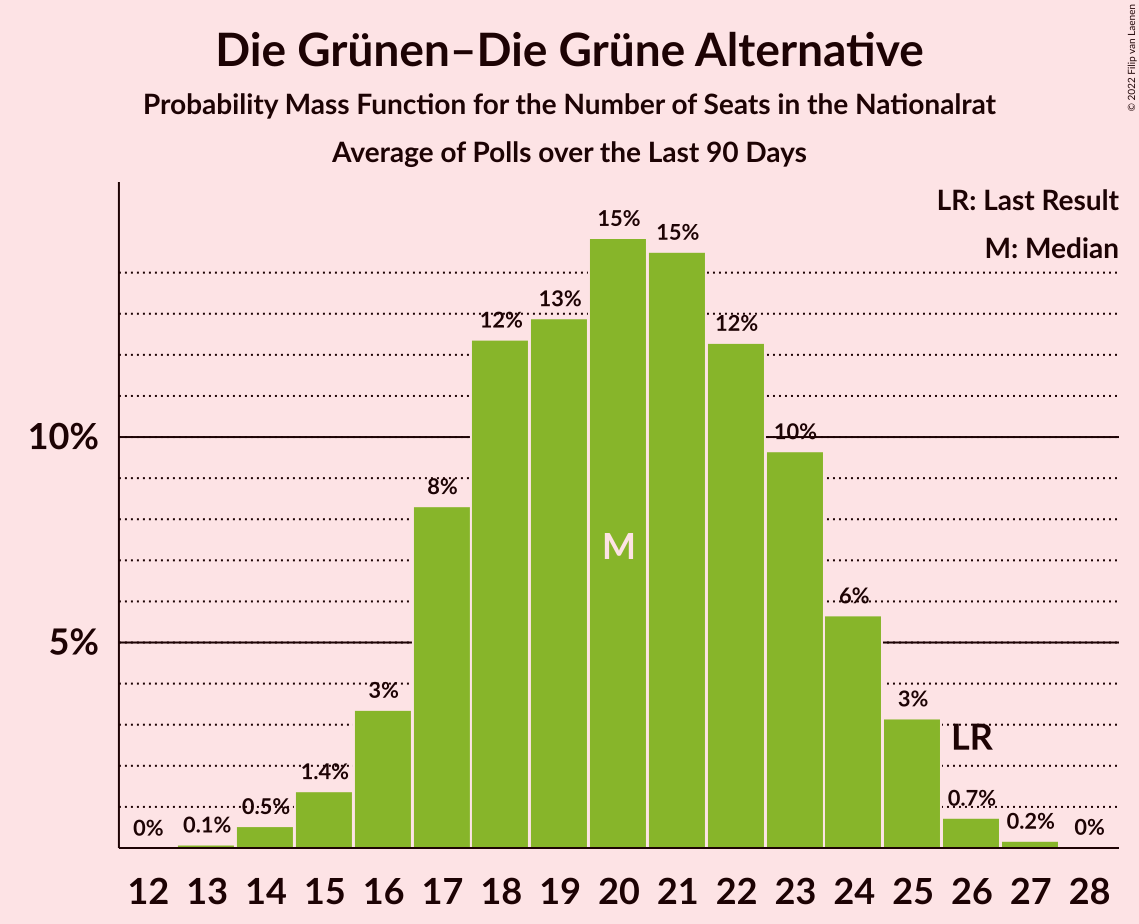 Die Grünen–Die Grüne Alternative
Probability Mass Function for the Number of Seats in the Nationalrat
Average of Polls over the Last 90 Days
© 2022 Filip van Laenen
LR: Last Result
M: Median
15%
15%
13%
12%
12%
10%
10%
8%
M
6%
5%
3%
3%
LR
1.4%
0.7%
0.5%
0.2%
0.1%
0%
0%
12 13 14 15 16 17 18 19 20 21 22 23 24 25 26 27 28